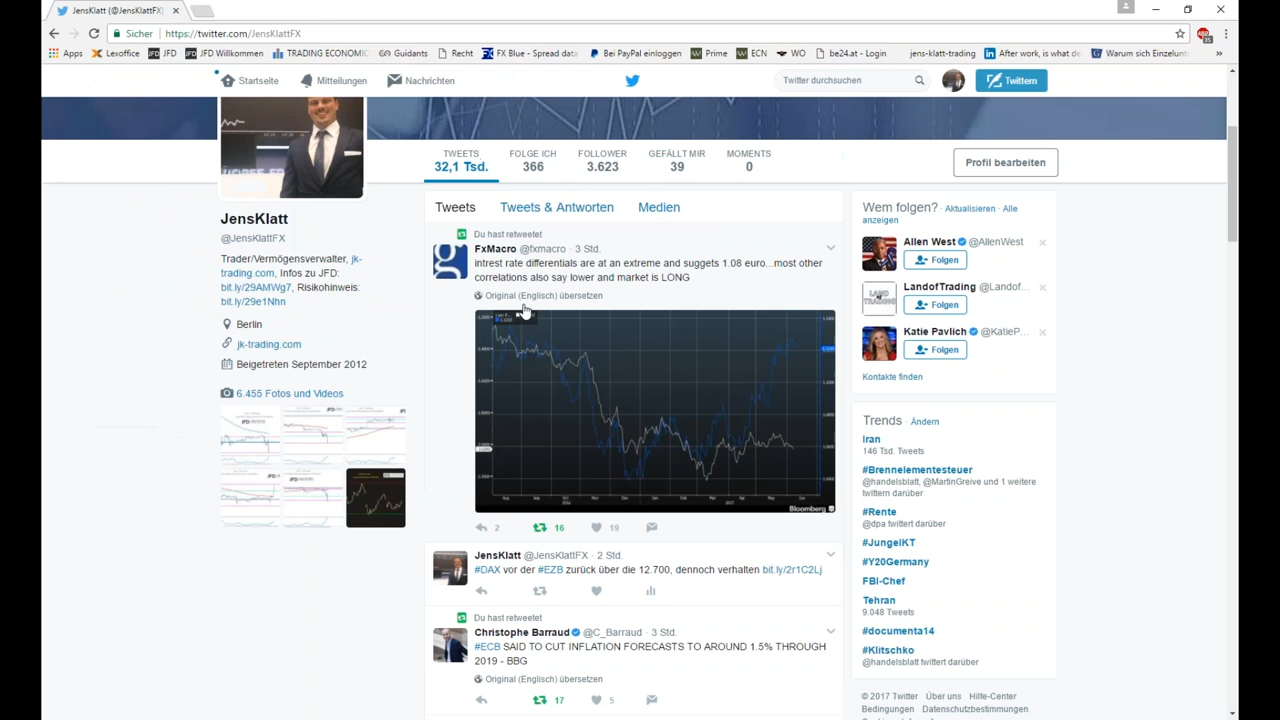 JensKlatt (@JensKlattFX)
Sicher | https://twitter.com/JensKlattFX
Apps Lexoffice JFD JFD Willkommen TRADING ECONOMIC Guidants Recht FX Blue - Spread data Bei PayPal einloggen Prime ECN WO be24.at - Login jens-klatt-trading After work, is what de Warum sich Einzelunt »
Startseite Mitteilungen Nachrichten Twitter durchsuchen Twittern
TWEETS FOLGE ICH FOLLOWER GEFÄLLT MIR MOMENTS
32,1 Tsd. 366 3.623 39 0
Profil bearbeiten
JensKlatt
@JensKlattFX
Trader/Vermögensverwalter, jk-
trading.com, Infos zu JFD:
bit.ly/29AMWg7, Risikohinweis:
bit.ly/29e1Nhn
Berlin
jk-trading.com
Beigetreten September 2012
6.455 Fotos und Videos
Tweets Tweets & Antworten Medien
Du hast retweetet
FxMacro @fxmacro · 3 Std.
intrest rate differentials are at an extreme and suggets 1.08 euro...most other
correlations also say lower and market is LONG
Original (Englisch) übersetzen
Bloomberg
2 16 19
JensKlatt @JensKlattFX · 2 Std.
#DAX vor der #EZB zurück über die 12.700, dennoch verhalten bit.ly/2r1C2Lj
Du hast retweetet
Christophe Barraud @C_Barraud · 3 Std.
#ECB SAID TO CUT INFLATION FORECASTS TO AROUND 1.5% THROUGH
2019 - BBG
Original (Englisch) übersetzen
17 5
Wem folgen? · Aktualisieren · Alle
anzeigen
Allen West @AllenWest
Folgen
LandofTrading @Landof...
Folgen
Katie Pavlich @KatieP...
Folgen
Kontakte finden
Trends · Ändern
Iran
146 Tsd. Tweets
#Brennelementesteuer
@handelsblatt, @MartinGreive und 1 weitere
twittern darüber
#Rente
@dpa twittert darüber
#JungelKT
#Y20Germany
FBI-Chef
Tehran
9.048 Tweets
#documenta14
#Klitschko
@handelsblatt twittert darüber
© 2017 Twitter Über uns Hilfe-Center
Bedingungen Datenschutzbestimmungen